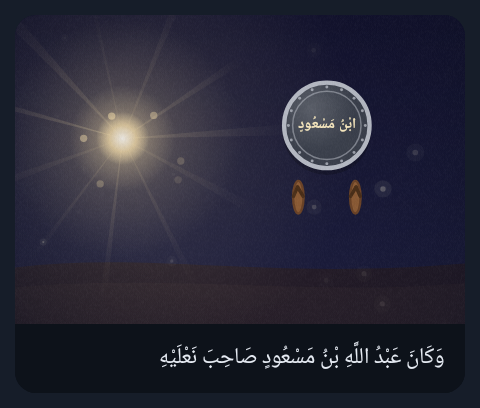 ابْنُ مَسْعُودٍ
وَكَانَ عَبْدُ اللَّهِ بْنُ مَسْعُودٍ صَاحِبَ نَعْلَيْهِ